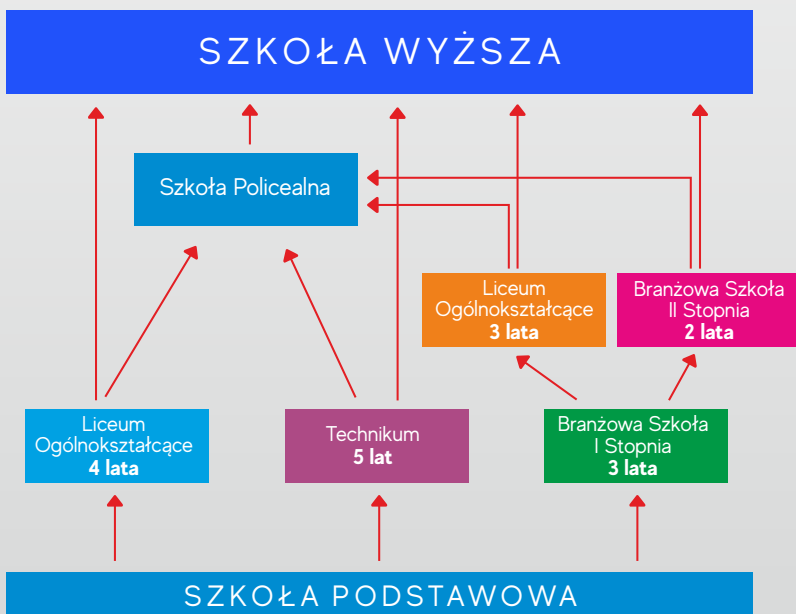 SZKOŁA WYŻSZA
Szkoła Policealna
Liceum
Ogólnokształcące
3 lata
Branżowa Szkoła
II Stopnia
2 lata
Liceum
Ogólnokształcące
4 lata
Technikum
5 lat
Branżowa Szkoła
I Stopnia
3 lata
SZKOŁA PODSTAWOWA